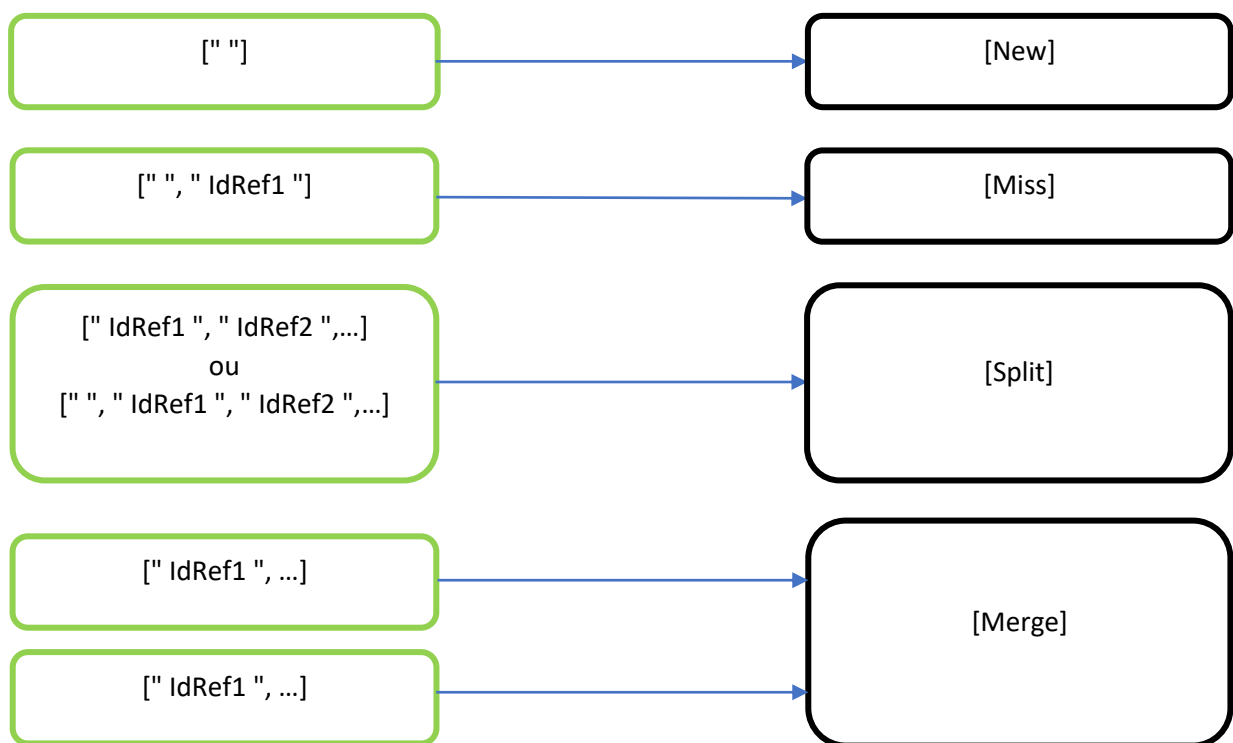 [" "]
[New]
[" ", " IdRef1 "]
[Miss]
[" IdRef1 ", " IdRef2 ",…]
ou
[" ", " IdRef1 ", " IdRef2 ",…]
[Split]
[" IdRef1 ", …]
[" IdRef1 ", …]
[Merge]